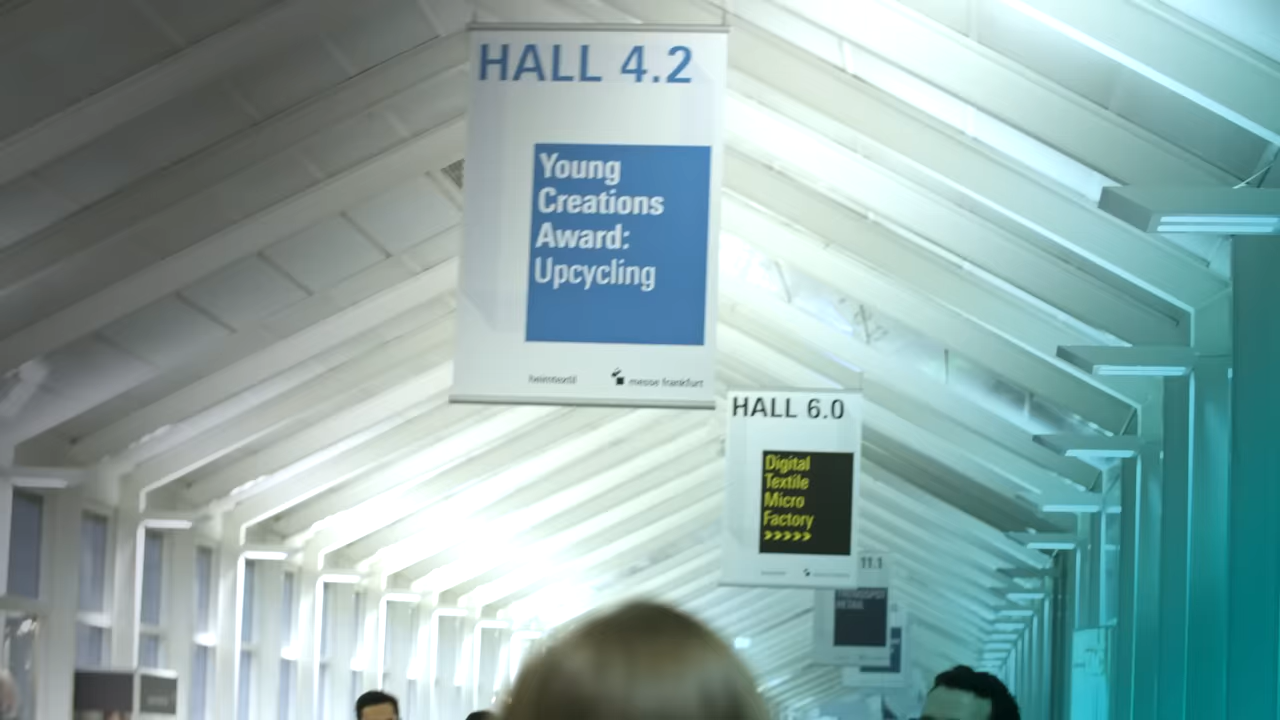 HALL 4.2
Young
Creations
Award:
Upcycling
heimtextil
messe frankfurt
HALL 6.0
Digital
Textile
Micro
Factory
>>>>>
11.1